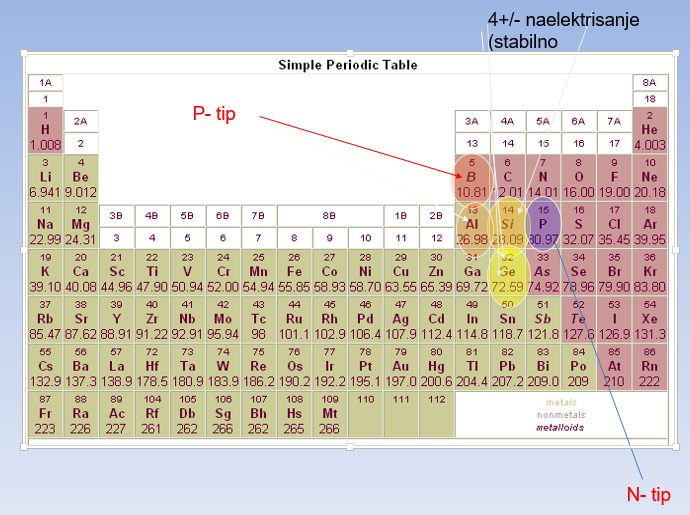 4+/- naelektrisanje
(stabilno
Simple Periodic Table
1A 8A
1 18
P- tip
1 2A 3A 4A 5A 6A 7A 2
H 2 13 14 15 16 17 He
1.008 4.003
3 4 5 6 7 8 9 10
Li Be B C N O F Ne
6.941 9.012 10.81 12.01 14.01 16.00 19.00 20.18
11 12 3B 4B 5B 6B 7B 8B 1B 2B 13 14 15 16 17 18
Na Mg 3 4 5 6 7 8 9 10 11 12 Al Si P S Cl Ar
22.99 24.31 26.98 28.09 30.97 32.07 35.45 39.95
19 20 21 22 23 24 25 26 27 28 29 30 31 32 33 34 35 36
K Ca Sc Ti V Cr Mn Fe Co Ni Cu Zn Ga Ge As Se Br Kr
39.10 40.08 44.96 47.90 50.94 52.00 54.94 55.85 58.93 58.70 63.55 65.39 69.72 72.59 74.92 78.96 79.90 83.80
37 38 39 40 41 42 43 44 45 46 47 48 49 50 51 52 53 54
Rb Sr Y Zr Nb Mo Tc Ru Rh Pd Ag Cd In Sn Sb Te I Xe
85.47 87.62 88.91 91.22 92.91 95.94 98 101.1 102.9 106.4 107.9 112.4 114.8 118.7 121.8 127.6 126.9 131.3
55 56 57 72 73 74 75 76 77 78 79 80 81 82 83 84 85 86
Cs Ba La Hf Ta W Re Os Ir Pt Au Hg Tl Pb Bi Po At Rn
132.9 137.3 138.9 178.5 180.9 183.9 186.2 190.2 192.2 195.1 197.0 200.6 204.4 207.2 209.0 209 210 222
87 88 89 104 105 106 107 108 109 110 111 112
Fr Ra Ac Rf Db Sg Bh Hs Mt
223 226 227 261 262 266 262 265 266
metals
nonmetals
metalloids
N- tip